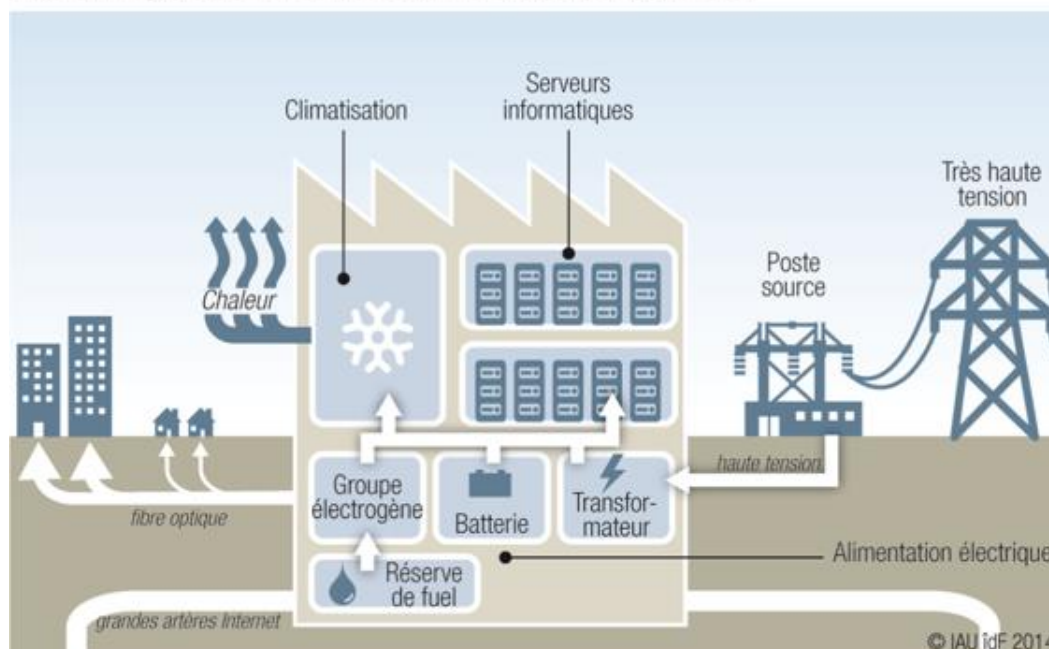 Serveurs
informatiques
Climatisation
Très haute
tension
Poste
source
Chaleur
haute tension
Groupe
électrogène
Batterie
Transfor-
mateur
fibre optique
Alimentation électrique
Réserve
de fuel
grandes artères Internet
© IAU îdF 2014